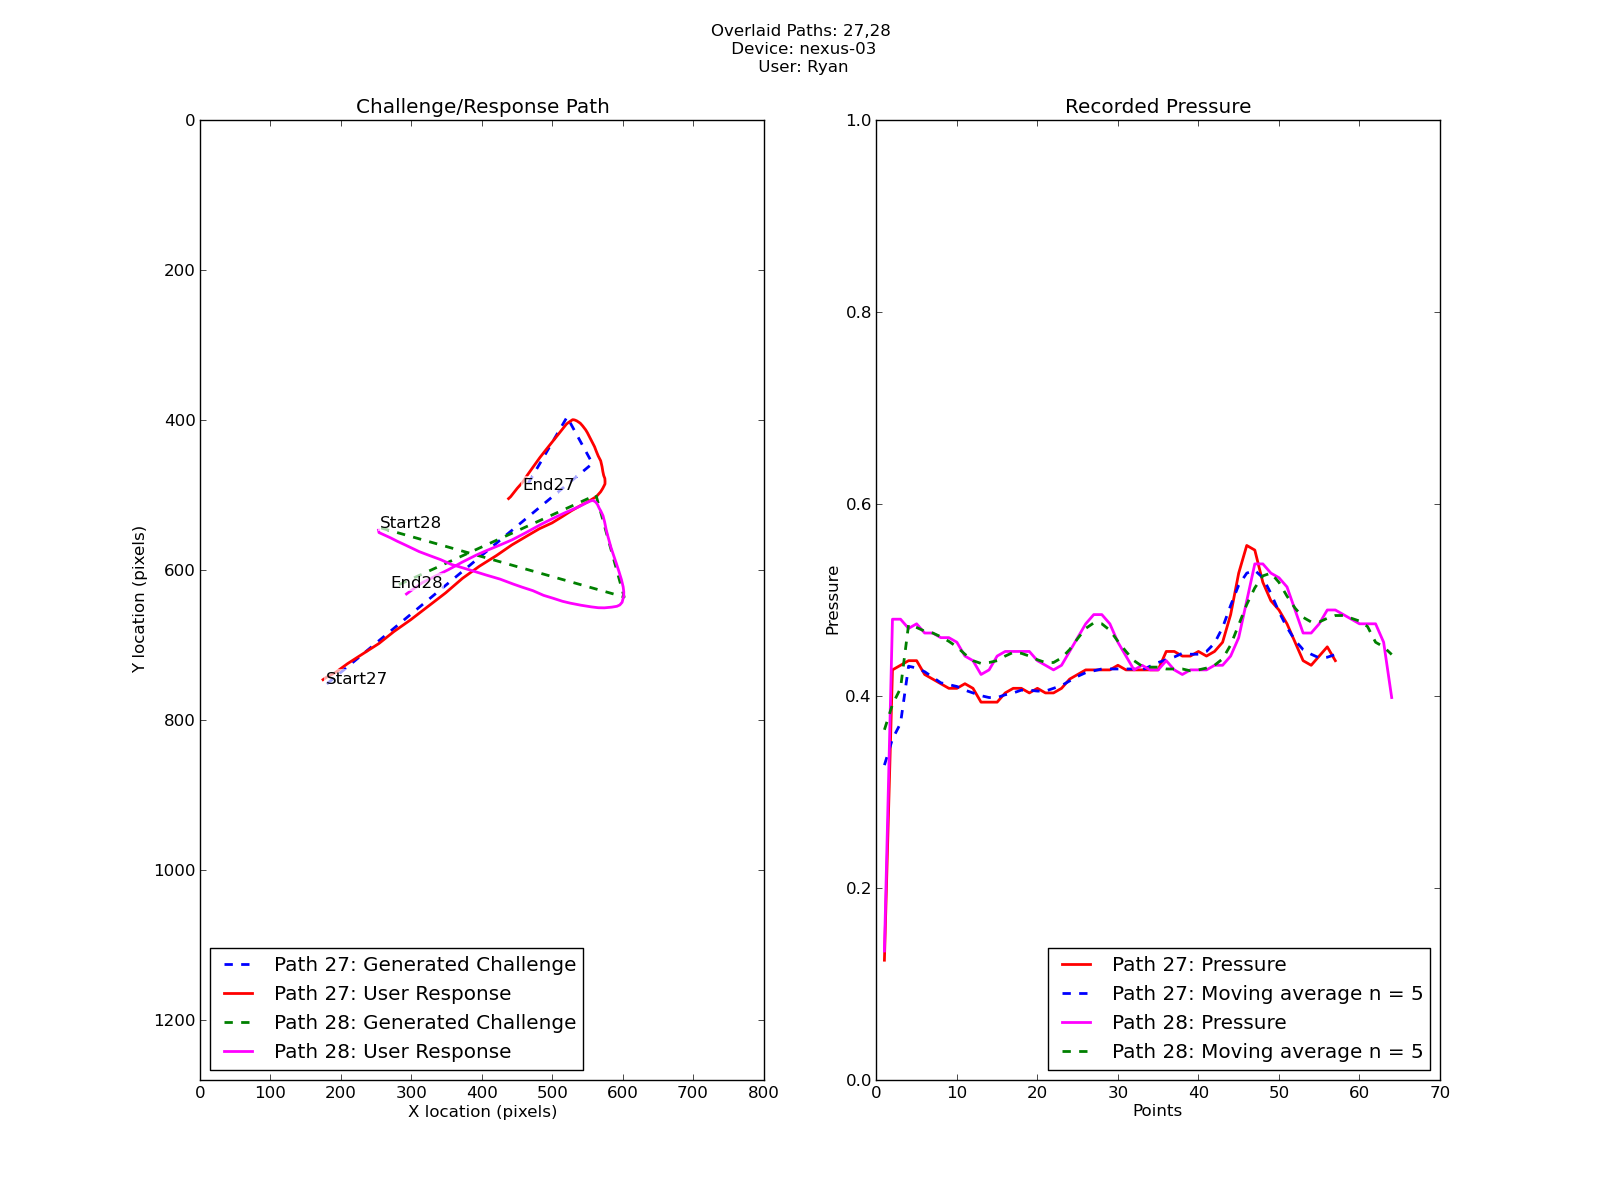 Overlaid Paths: 27,28
Device: nexus-03
User: Ryan
Challenge/Response Path
0
200
400
600
800
1000
1200
Y location (pixels)
Start28
End27
End28
Start27
Path 27: Generated Challenge
Path 27: User Response
Path 28: Generated Challenge
Path 28: User Response
0 100 200 300 400 500 600 700 800
X location (pixels)
Recorded Pressure
1.0
0.8
0.6
0.4
0.2
0.0
Pressure
Path 27: Pressure
Path 27: Moving average n = 5
Path 28: Pressure
Path 28: Moving average n = 5
0 10 20 30 40 50 60 70
Points